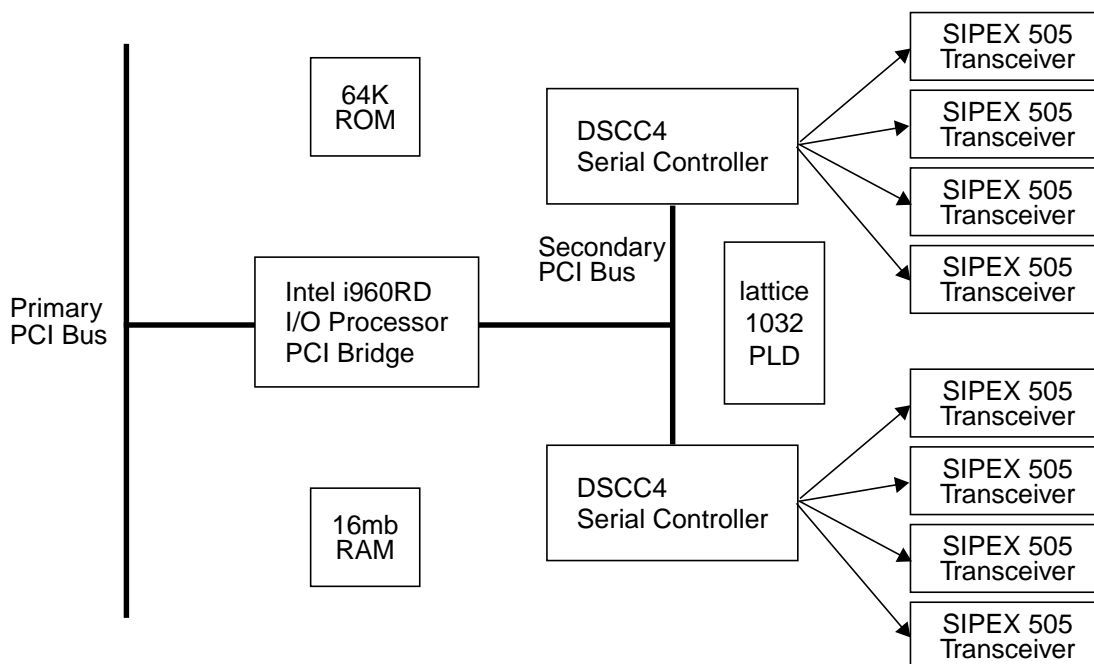 SIPEX 505
Transceiver
64K
ROM
DSCC4
Serial Controller
SIPEX 505
Transceiver
SIPEX 505
Transceiver
Secondary
PCI Bus
SIPEX 505
Transceiver
Primary
PCI Bus
Intel i960RD
I/O Processor
PCI Bridge
lattice
1032
PLD
SIPEX 505
Transceiver
16mb
RAM
DSCC4
Serial Controller
SIPEX 505
Transceiver
SIPEX 505
Transceiver
SIPEX 505
Transceiver